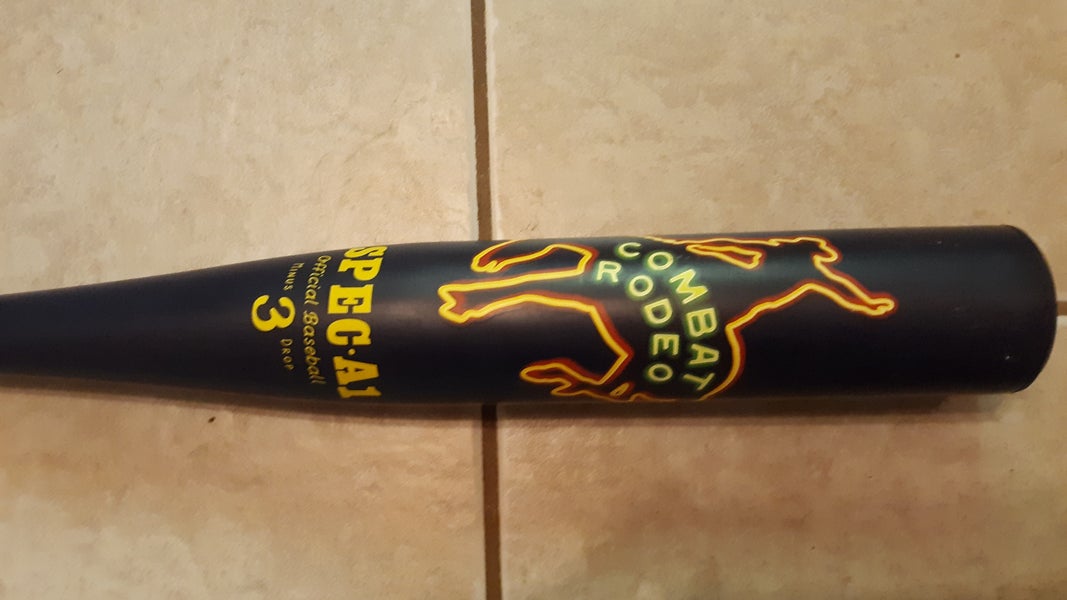 COMBAT
RODEO
SPEC·A1
Official Baseball
MINUS
3
DROP